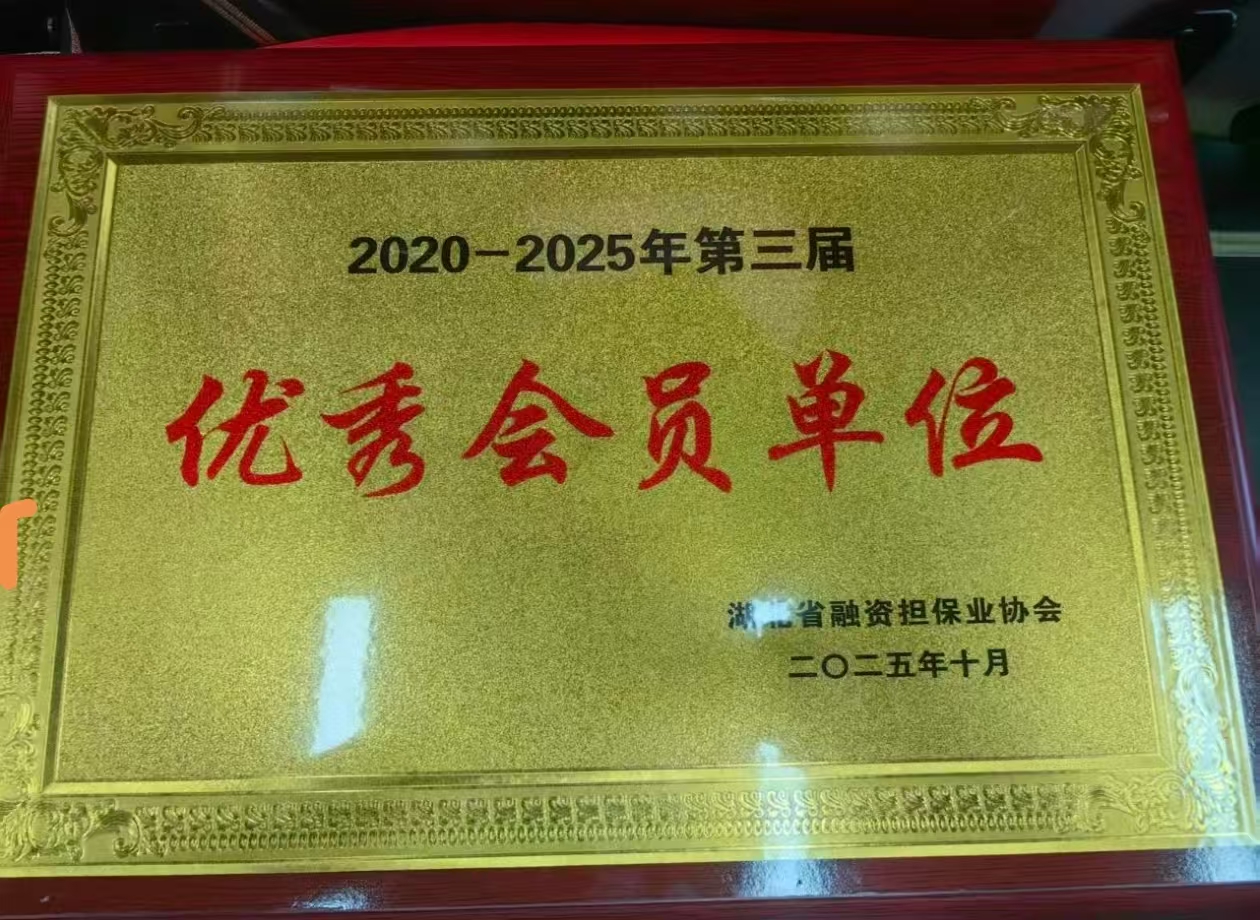 2020-2025年第三届
优秀会员单位
湖北省融资担保业协会
二〇二五年十月